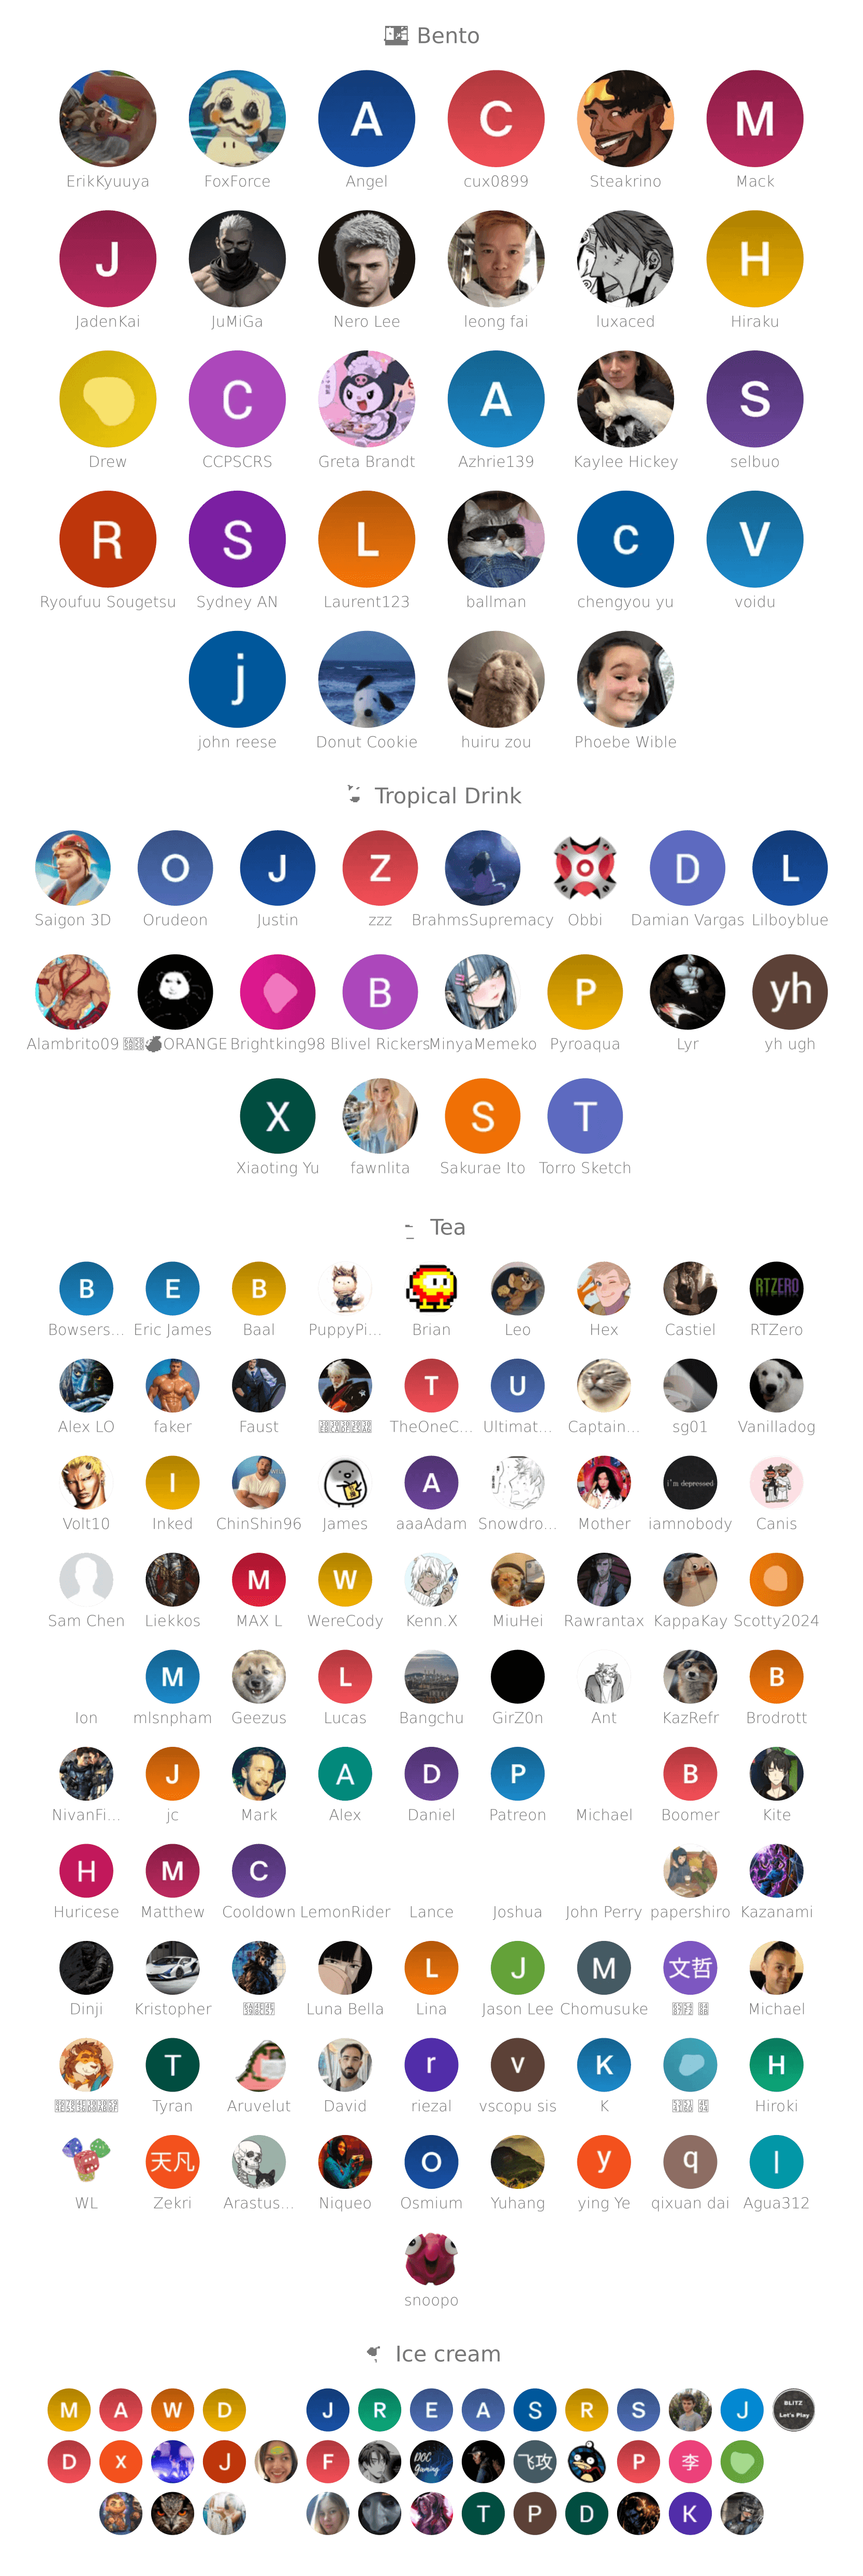 Bento
A C M
ErikKyuuya FoxForce Angel cux0899 Steakrino Mack
J H
JadenKai JuMiGa Nero Lee leong fai luxaced Hiraku
C A S
Drew CCPSCRS Greta Brandt Azhrie139 Kaylee Hickey selbuo
R S L c V
Ryoufuu Sougetsu Sydney AN Laurent123 ballman chengyou yu voidu
j
john reese Donut Cookie huiru zou Phoebe Wible
Tropical Drink
O J Z D L
Saigon 3D Orudeon Justin zzz BrahmsSupremacy Obbi Damian Vargas Lilboyblue
B P yh
Alambrito09 ORANGE Brightking98 Blivel Rickers MinyaMemeko Pyroaqua Lyr yh ugh
X S T
Xiaoting Yu fawnlita Sakurae Ito Torro Sketch
Tea
B E B RTZERO
Bowsers... Eric James Baal PuppyPi... Brian Leo Hex Castiel RTZero
T U
Alex LO faker Faust TheOneC... Ultimat... Captain... sg01 Vanilladog
I A i'm depressed
Volt10 Inked ChinShin96 James aaaAdam Snowdro... Mother iamnobody Canis
M W
Sam Chen Liekkos MAX L WereCody Kenn.X MiuHei Rawrantax KappaKay Scotty2024
M L B
Ion mlsnpham Geezus Lucas Bangchu GirZ0n Ant KazRefr Brodrott
J A D P B
NivanFi... jc Mark Alex Daniel Patreon Michael Boomer Kite
H M C
Huricese Matthew Cooldown LemonRider Lance Joshua John Perry papershiro Kazanami
L J M 文哲
Dinji Kristopher Luna Bella Lina Jason Lee Chomusuke Michael
T r v K H
Tyran Aruvelut David riezal vscopu sis K Hiroki
天凡 O y q I
WL Zekri Arastus... Niqueo Osmium Yuhang ying Ye qixuan dai Agua312
snoopo
Ice cream
M A W D J R E A S R S J BLITZ Let's Play
D X J F DOC Gaming 飞攻 P 李
T P D K